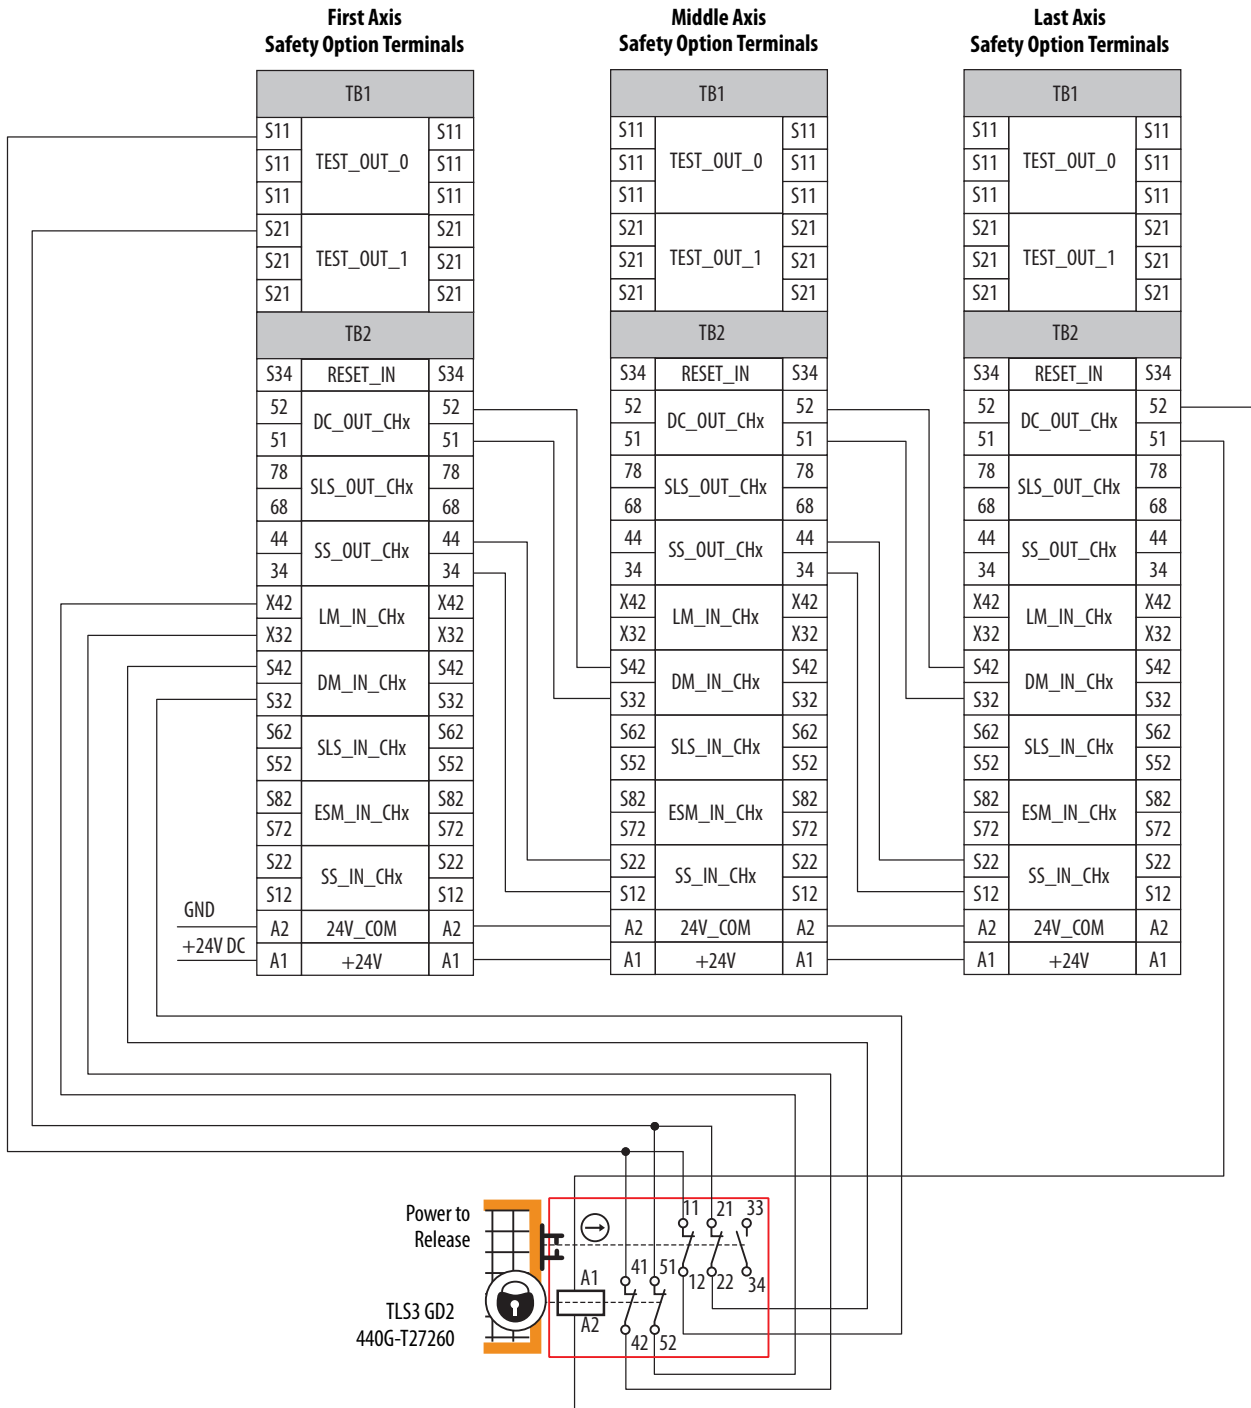 First Axis
Safety Option Terminals
Middle Axis
Safety Option Terminals
Last Axis
Safety Option Terminals
TB1
TB1
TB1
S11 S11
S11 TEST_OUT_0 S11
S11 S11
S21 S21
S21 TEST_OUT_1 S21
S21 S21
S11 S11
S11 TEST_OUT_0 S11
S11 S11
S21 S21
S21 TEST_OUT_1 S21
S21 S21
S11 S11
S11 TEST_OUT_0 S11
S11 S11
S21 S21
S21 TEST_OUT_1 S21
S21 S21
TB2
S34 RESET_IN S34
52 DC_OUT_CHx 52
51 51
78 SLS_OUT_CHx 78
68 68
44 SS_OUT_CHx 44
34 34
X42 LM_IN_CHx X42
X32 X32
S42 DM_IN_CHx S42
S32 S32
S62 SLS_IN_CHx S62
S52 S52
S82 ESM_IN_CHx S82
S72 S72
S22 SS_IN_CHx S22
S12 S12
GND
A2 24V_COM A2
+24V DC
A1 +24V A1
TB2
S34 RESET_IN S34
52 DC_OUT_CHx 52
51 51
78 SLS_OUT_CHx 78
68 68
44 SS_OUT_CHx 44
34 34
X42 LM_IN_CHx X42
X32 X32
S42 DM_IN_CHx S42
S32 S32
S62 SLS_IN_CHx S62
S52 S52
S82 ESM_IN_CHx S82
S72 S72
S22 SS_IN_CHx S22
S12 S12
A2 24V_COM A2
A1 +24V A1
TB2
S34 RESET_IN S34
52 DC_OUT_CHx 52
51 51
78 SLS_OUT_CHx 78
68 68
44 SS_OUT_CHx 44
34 34
X42 LM_IN_CHx X42
X32 X32
S42 DM_IN_CHx S42
S32 S32
S62 SLS_IN_CHx S62
S52 S52
S82 ESM_IN_CHx S82
S72 S72
S22 SS_IN_CHx S22
S12 S12
A2 24V_COM A2
A1 +24V A1
Power to
Release
11 21 33
12 22 34
A1 41 51
A2 42 52
TLS3 GD2
440G-T27260